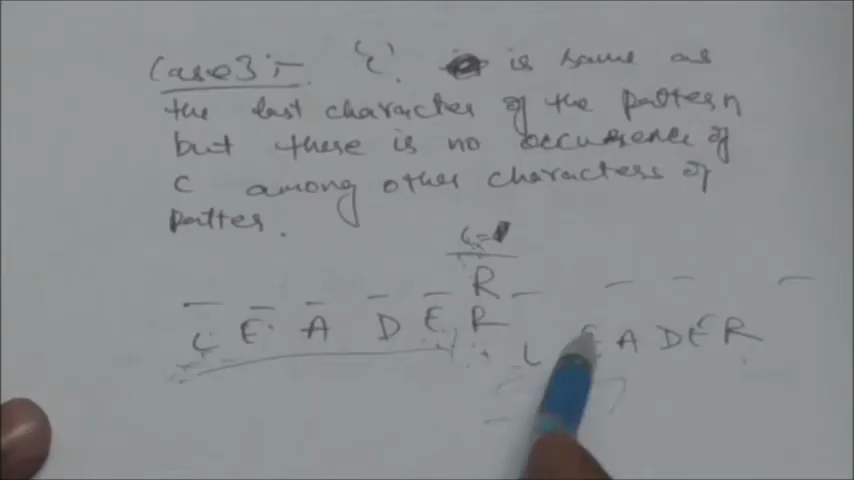 Case3:- 'c' is same as
the last character of the pattern
but there is no occurrence of
c among other characters of
patter.
R
L E A D E R
L E A D E R